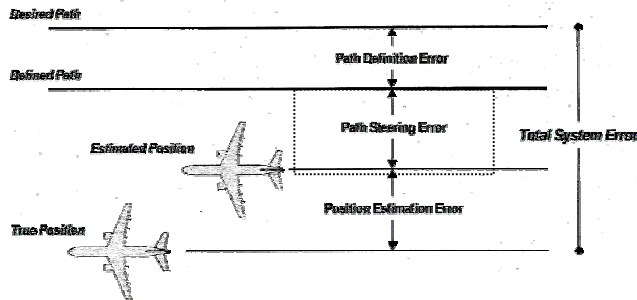 Desired Path
Path Definition Error
Defined Path
Path Steering Error
Total System Error
Estimated Position
Position Estimation Error
True Position